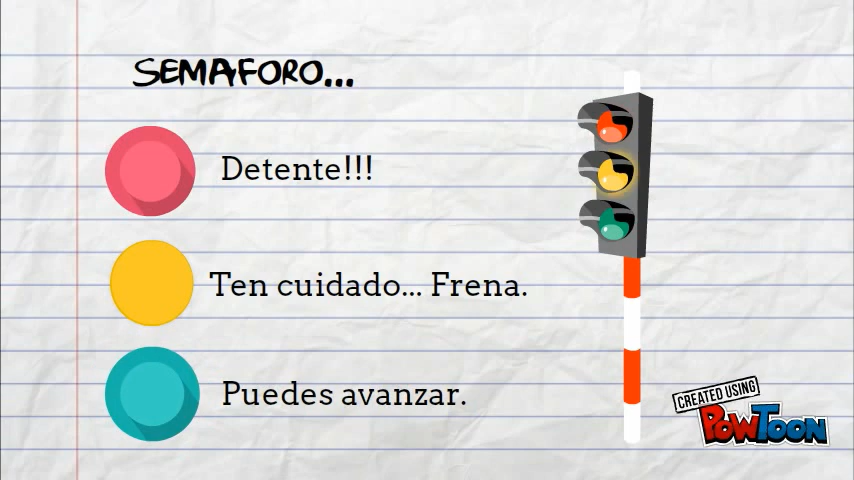 SEMAFORO...
Detente!!!
Ten cuidado... Frena.
Puedes avanzar.
CREATED USING
POWTOON